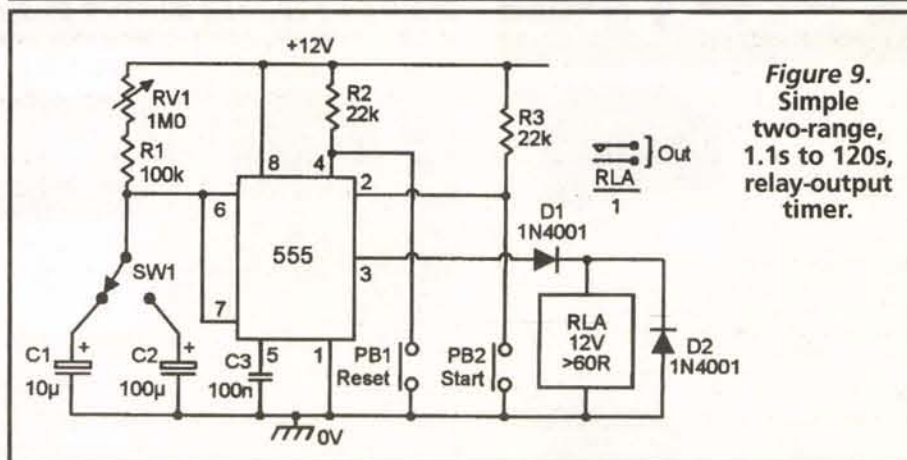 +12V
RV1
1M0
R1
100k
R2
22k
R3
22k
8
4
2
6
555
3
7
5
1
SW1
C1
10µ
C2
100µ
C3
100n
PB1
Reset
PB2
Start
0V
D1
1N4001
RLA
12V
>60R
D2
1N4001
Out
RLA
1
Figure 9.
Simple
two-range,
1.1s to 120s,
relay-output
timer.
+
+